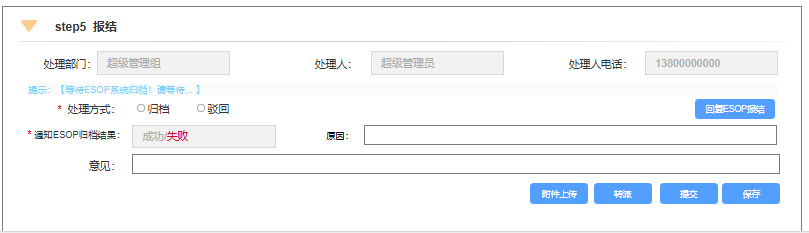 step5 报结
处理部门： 超级管理组 处理人： 超级管理员 处理人电话： 13800000000
提示：【等待ESOP系统归档！请等待... 】
* 处理方式： 归档 驳回 回复ESOP报结
* 通知ESOP归档结果： 成功/失败 原因：
意见：
附件上传 转派 提交 保存